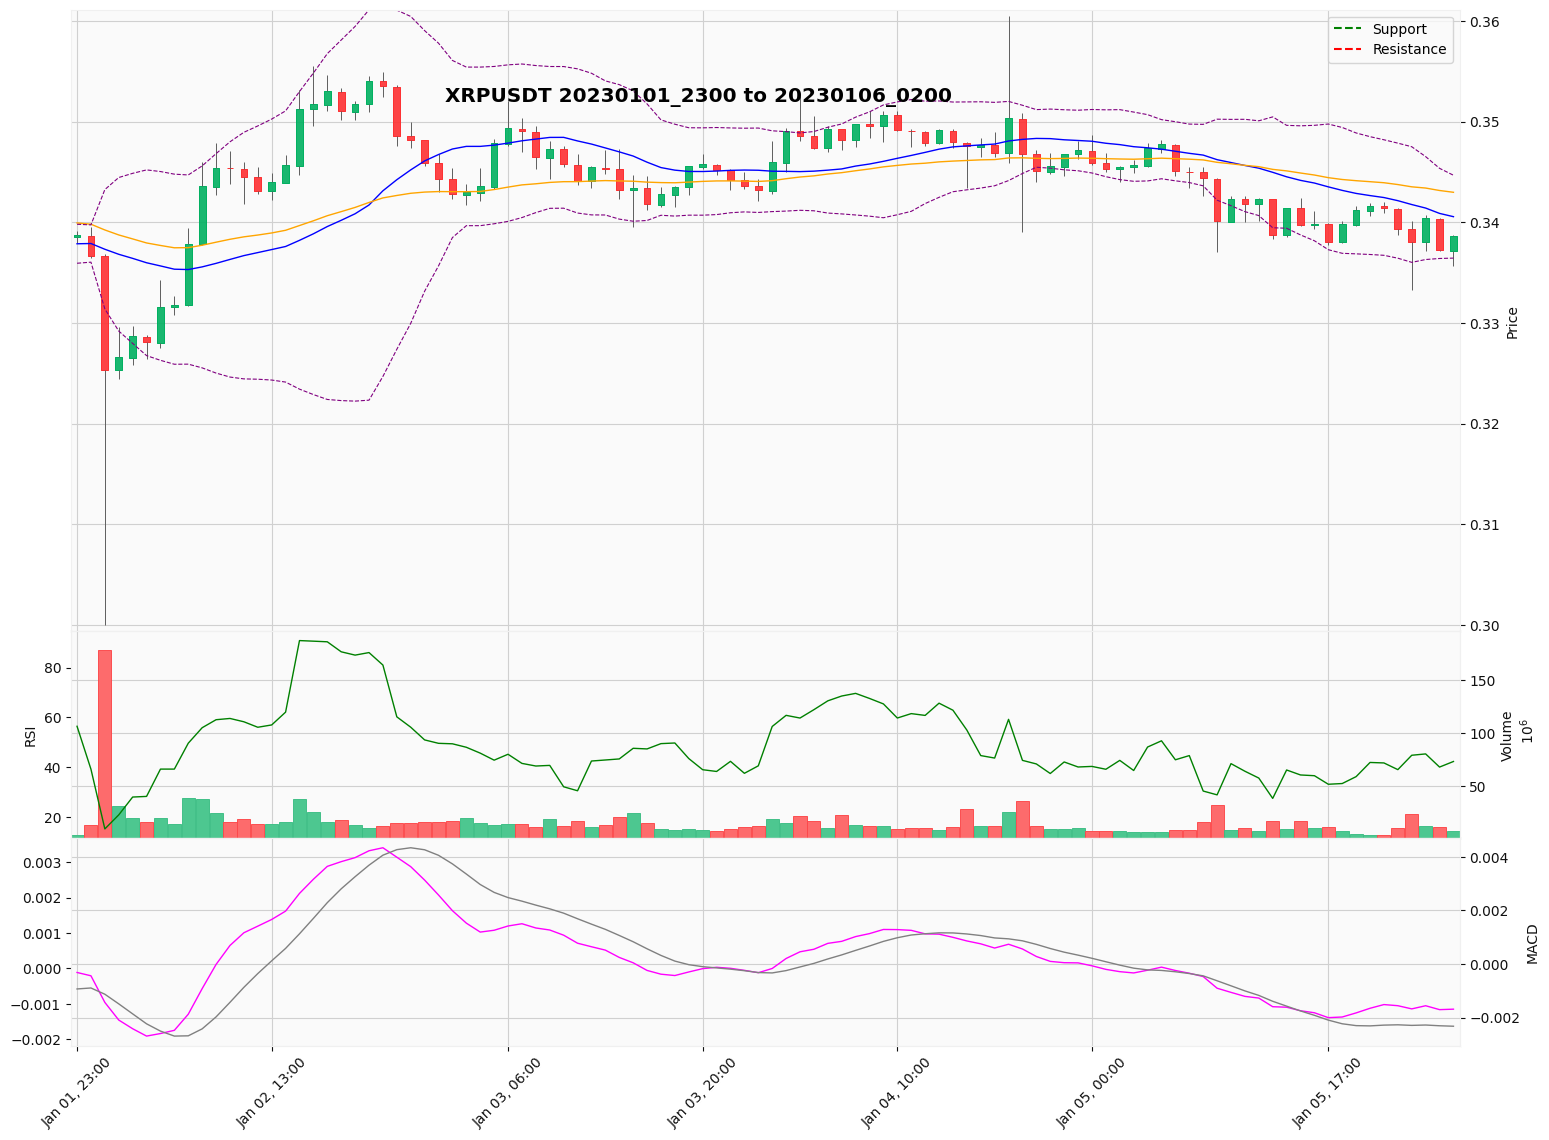 XRPUSDT 20230101_2300 to 20230106_0200
Support
Resistance
0.36
0.35
0.34
0.33
0.32
0.31
0.30
Price
80
60
40
20
RSI
150
100
50
Volume
10^6
0.003
0.002
0.001
0.000
−0.001
−0.002
0.004
0.002
0.000
−0.002
MACD
Jan 01, 23:00
Jan 02, 13:00
Jan 03, 06:00
Jan 03, 20:00
Jan 04, 10:00
Jan 05, 00:00
Jan 05, 17:00